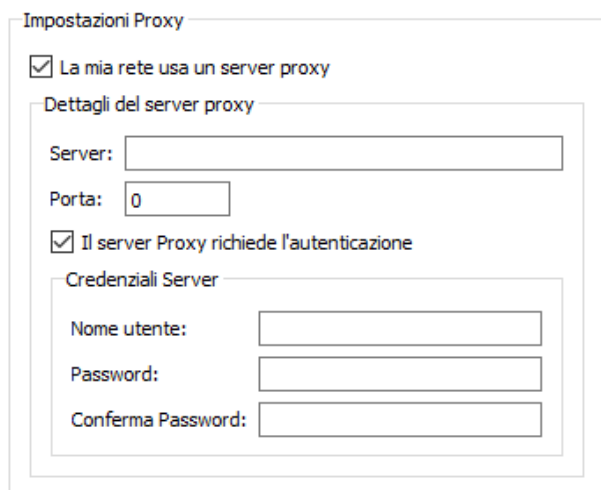 Impostazioni Proxy
La mia rete usa un server proxy
Dettagli del server proxy
Server:
Porta: 0
Il server Proxy richiede l'autenticazione
Credenziali Server
Nome utente:
Password:
Conferma Password: